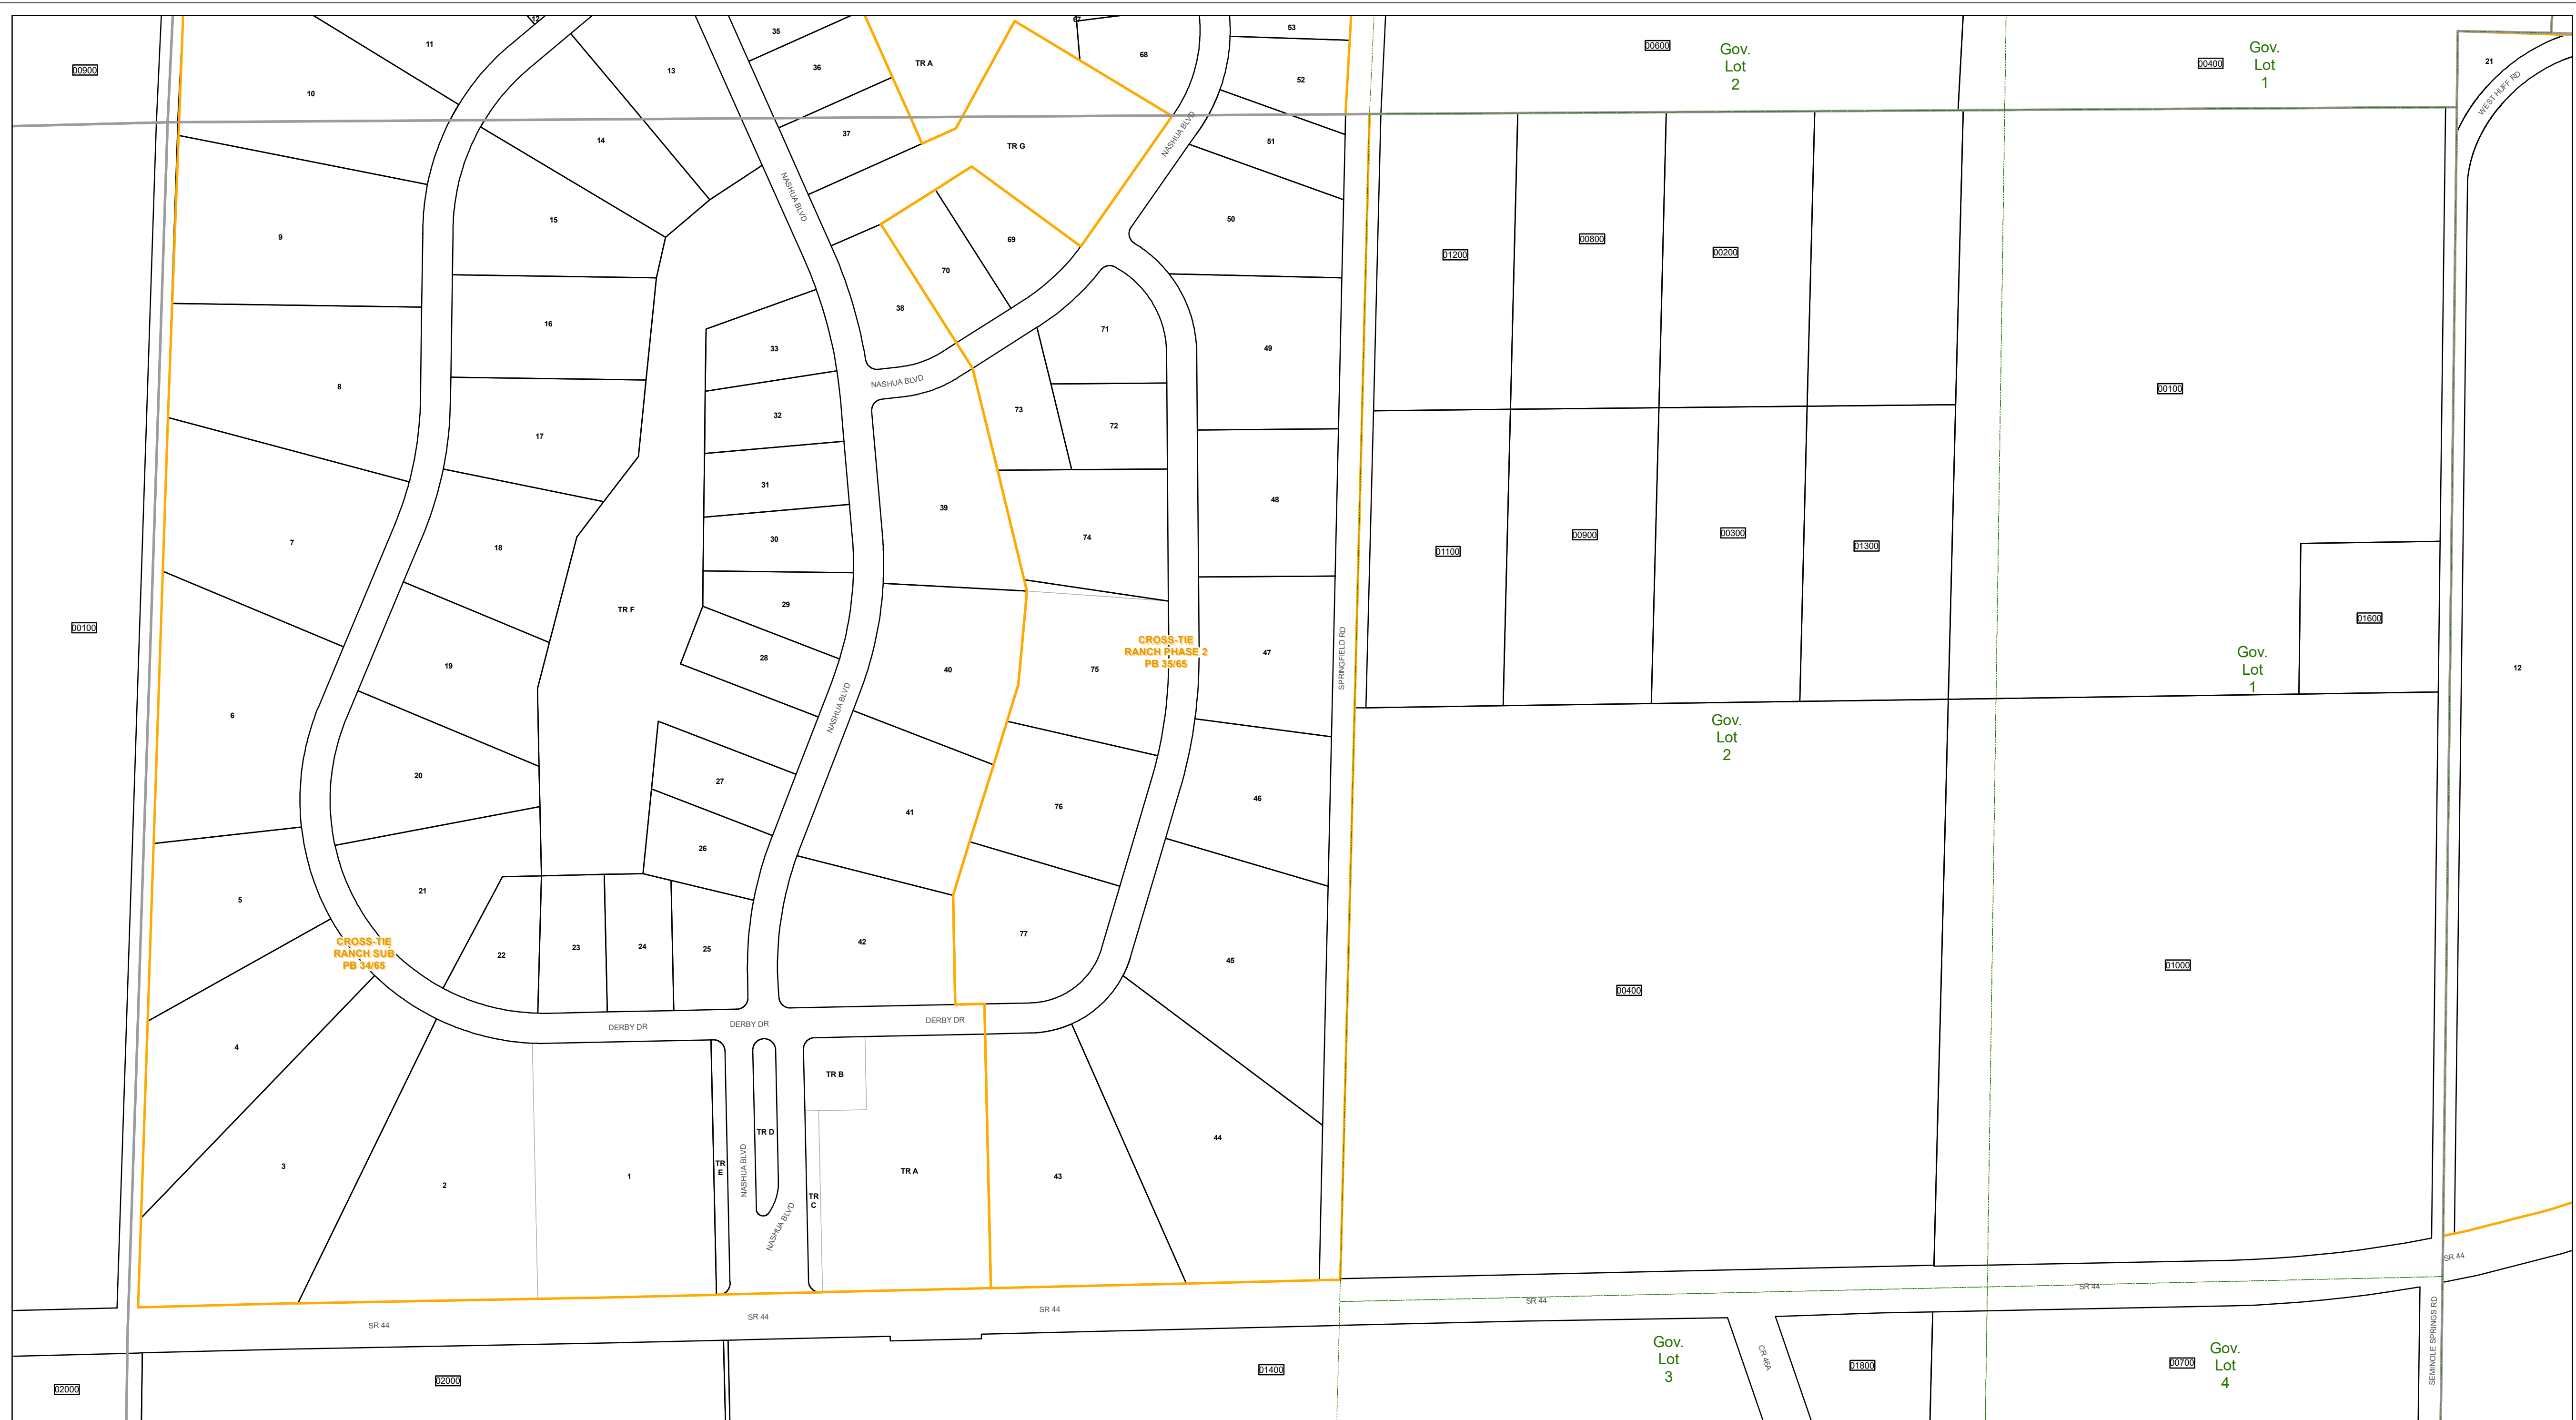 12
35
67
53
11
00600
Gov.
Lot
2
Gov.
Lot
1
00400
21
WEST HUFF RD
00900
13
36
TR A
68
52
10
14
37
TR G
NASHUA BLVD
51
NASHUA BLVD
15
50
9
69
01200
00800
00200
70
16
38
71
33
49
8
NASHUA BLVD
00100
32
73
72
17
31
39
48
7
18
30
74
01100
00900
00300
01300
29
TR F
00100
01600
CROSS-TIE
RANCH PHASE 2
PB 35/65
SPRINGFIELD RD
47
28
19
40
75
Gov.
Lot
1
12
6
NASHUA BLVD
Gov.
Lot
2
20
27
41
76
46
26
21
5
22
23
24
25
42
77
45
CROSS-TIE
RANCH SUB
PB 34/65
01000
00400
DERBY DR
DERBY DR
DERBY DR
4
TR B
TR D
44
3
2
1
TR
E
NASHUA BLVD
TR
C
TR A
43
NASHUA BLVD
SR 44
SR 44
SR 44
SR 44
SR 44
SR 44
SEMINOLE SPRINGS RD
CR 46A
Gov.
Lot
3
01800
00700
Gov.
Lot
4
01400
02000
02000